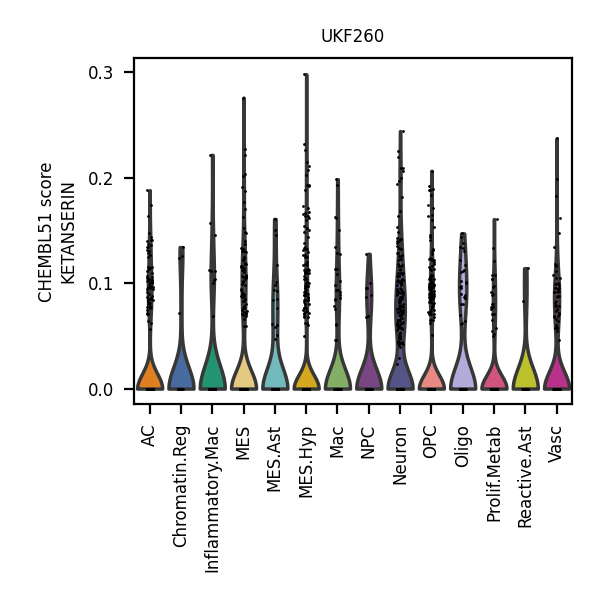 UKF260
CHEMBL51 score
KETANSERIN
0.3
0.2
0.1
0.0
AC
Chromatin.Reg
Inflammatory.Mac
MES
MES.Ast
MES.Hyp
Mac
NPC
Neuron
OPC
Oligo
Prolif.Metab
Reactive.Ast
Vasc